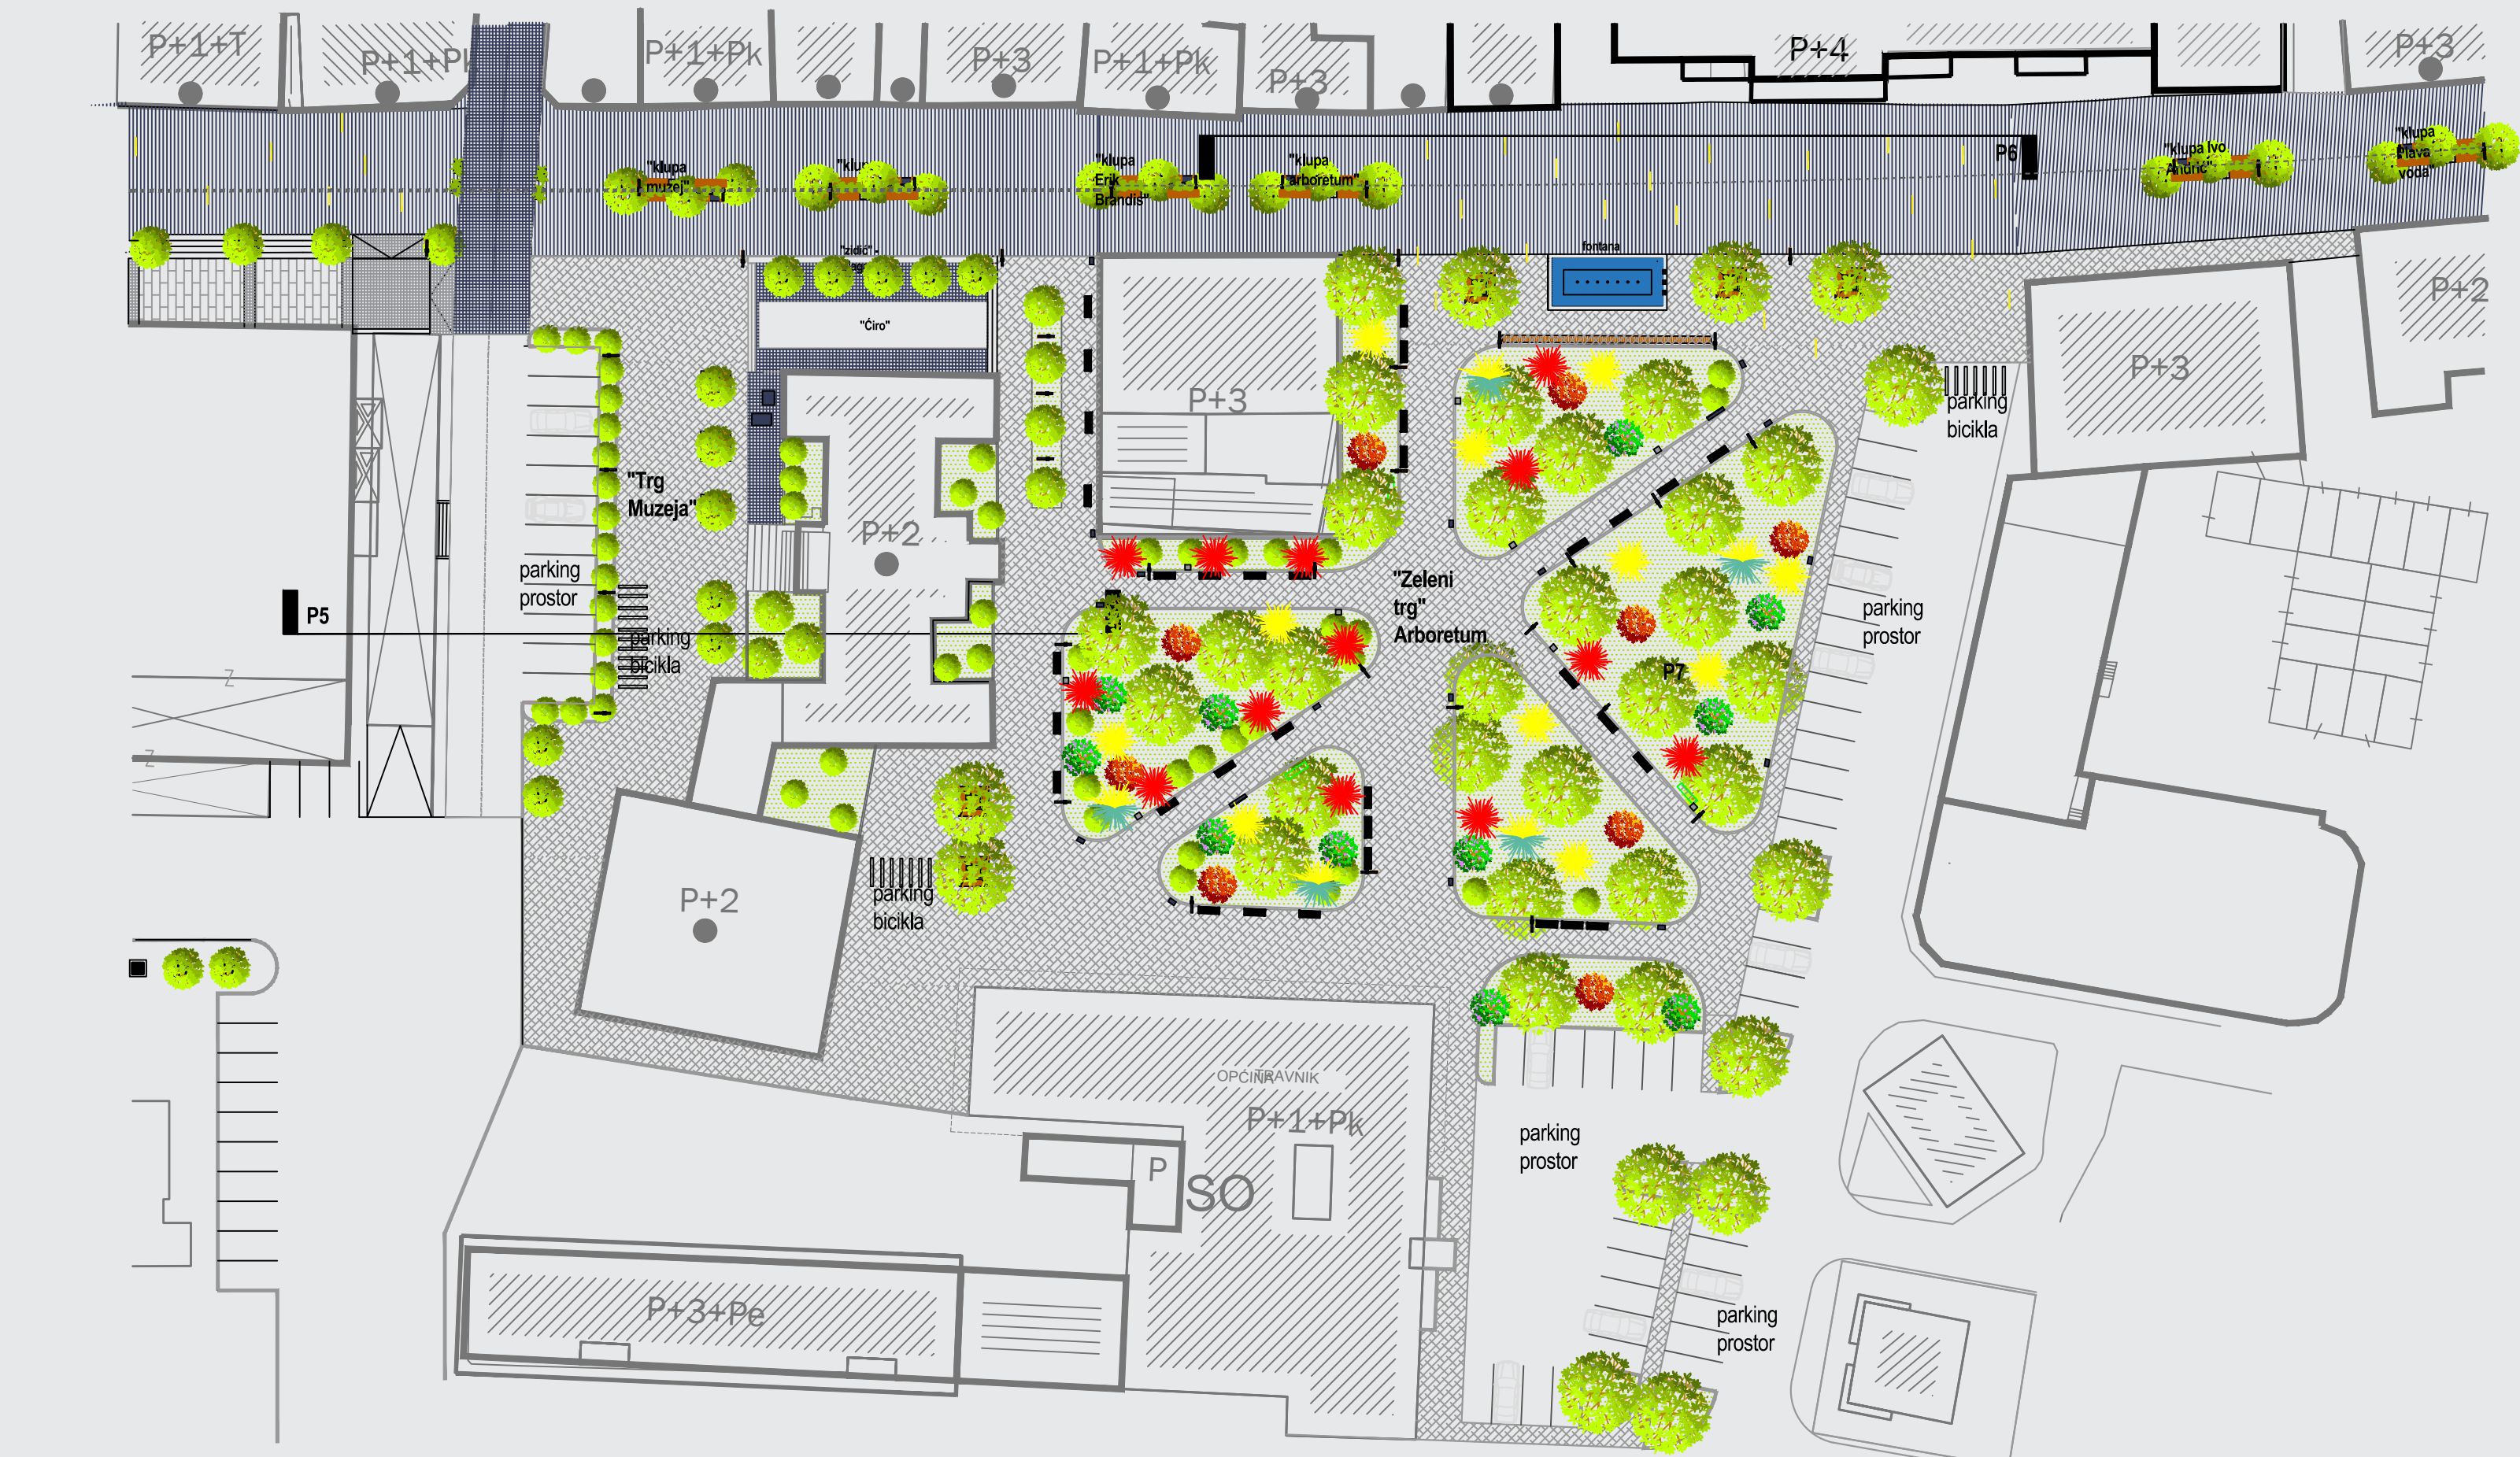 P+1+T
P+1+Pk
P+1+Pk
P+3
P+1+Pk
P+3
P+4
P+3
"klupa
muzej"
"klupa
"klupa
Erik
Brandis"
"klupa
arboretum"
P6
"klupa Ivo
Andrić"
"klupa
Plava
voda"
"zidić" -
fontana
"Ćiro"
P+2
P+3
P+3
parking
bicikla
"Trg
Muzeja"
P+2
parking
prostor
"Zeleni
trg"
Arboretum
parking
prostor
P5
parking
bicikla
P7
Z
Z
P+2
parking
bicikla
OPĆINA TRAVNIK
P+1+Pk
parking
prostor
P
SO
P+3+Pe
parking
prostor